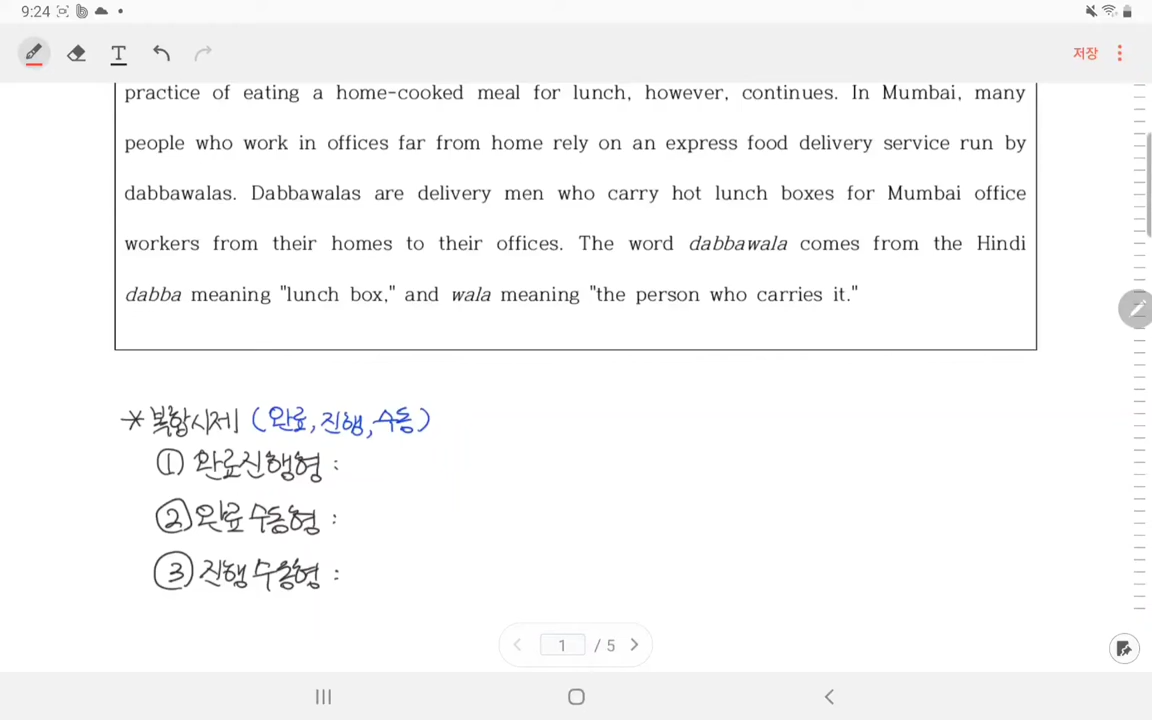 9:24
저장
practice of eating a home-cooked meal for lunch, however, continues. In Mumbai, many
people who work in offices far from home rely on an express food delivery service run by
dabbawalas. Dabbawalas are delivery men who carry hot lunch boxes for Mumbai office
workers from their homes to their offices. The word dabbawala comes from the Hindi
dabba meaning "lunch box," and wala meaning "the person who carries it."
* 복합시제 (완료, 진행, 수동)
① 완료진행형 :
② 완료 수동형 :
③ 진행 수동형 :
1 / 5